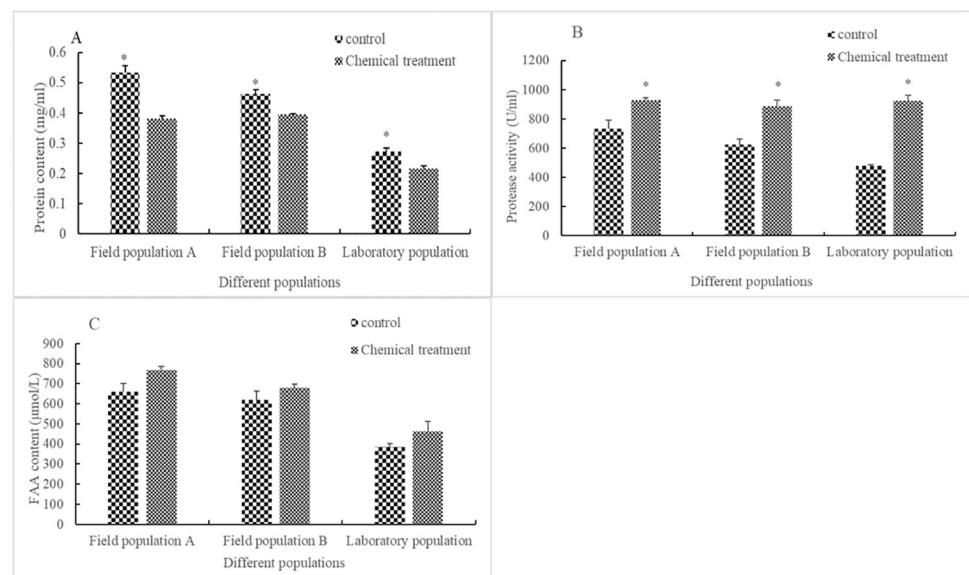 A
control
Chemical treatment
Protein content (mg/ml)
0.6
0.5
0.4
0.3
0.2
0.1
0
*
*
*
Field population A
Field population B
Laboratory population
Different populations
B
control
Chemical treatment
Protease activity (U/ml)
1200
1000
800
600
400
200
0
*
*
*
Field population A
Field population B
Laboratory population
Different populations
C
control
Chemical treatment
FAA content (μmol/L)
900
800
700
600
500
400
300
200
100
0
Field population A
Field population B
Laboratory population
Different populations